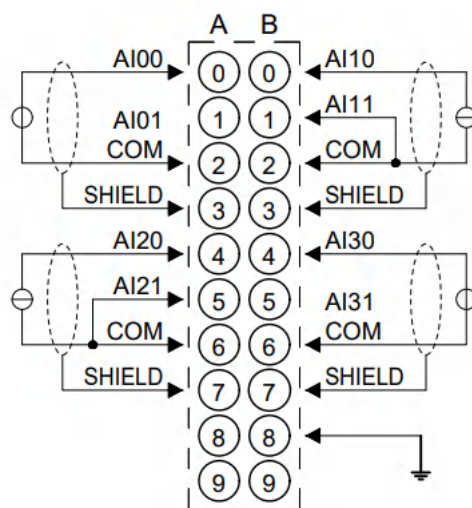 A B
AI00 0 0 AI10
AI01 1 1 AI11
COM 2 2 COM
SHIELD 3 3 SHIELD
AI20 4 4 AI30
AI21 5 5 AI31
COM 6 6 COM
SHIELD 7 7 SHIELD
8 8
9 9